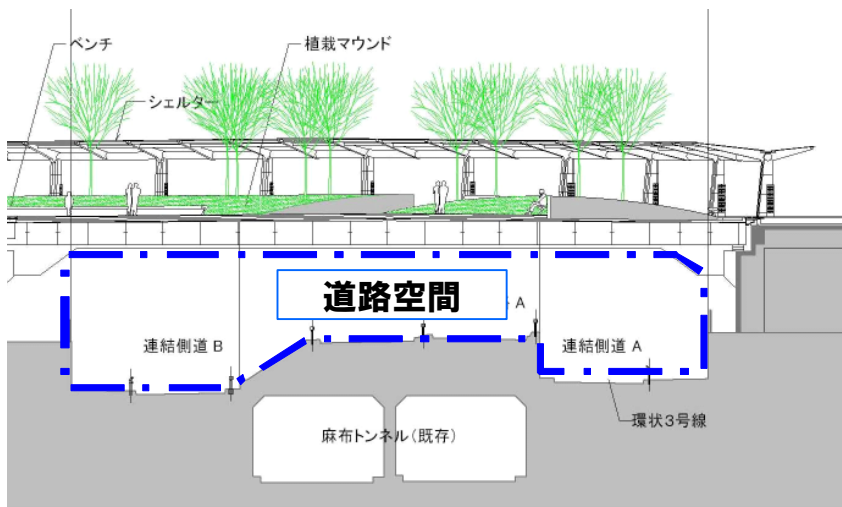 ベンチ
植栽マウンド
シェルター
道路空間
A
連結側道 B
連結側道 A
環状3号線
麻布トンネル(既存)